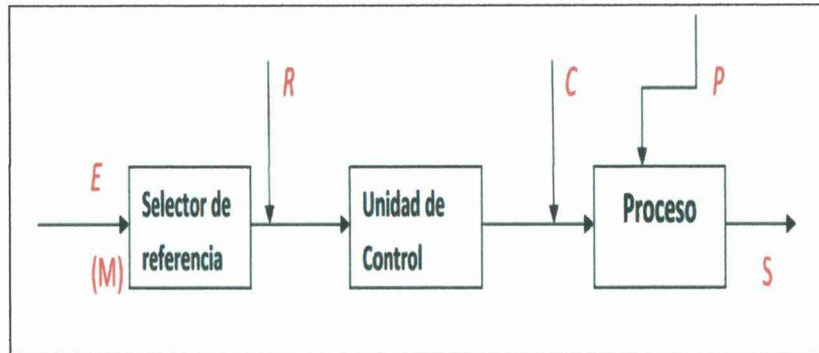 R
C
P
E
Selector de
referencia
Unidad de
Control
Proceso
(M)
S